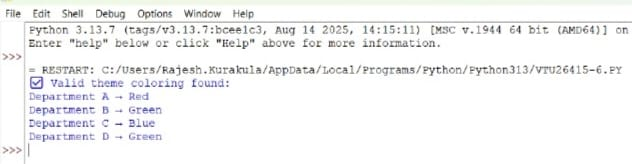 File Edit Shell Debug Options Window Help
Python 3.13.7 (tags/v3.13.7:bcee1c3, Aug 14 2025, 14:15:11) [MSC v.1944 64 bit (AMD64)] on
Enter "help" below or click "Help" above for more information.
>>>
= RESTART: C:/Users/Rajesh.Kurakula/AppData/Local/Programs/Python/Python313/VTU26415-6.PY
☑ Valid theme coloring found:
Department A → Red
Department B → Green
Department C → Blue
Department D → Green
>>>